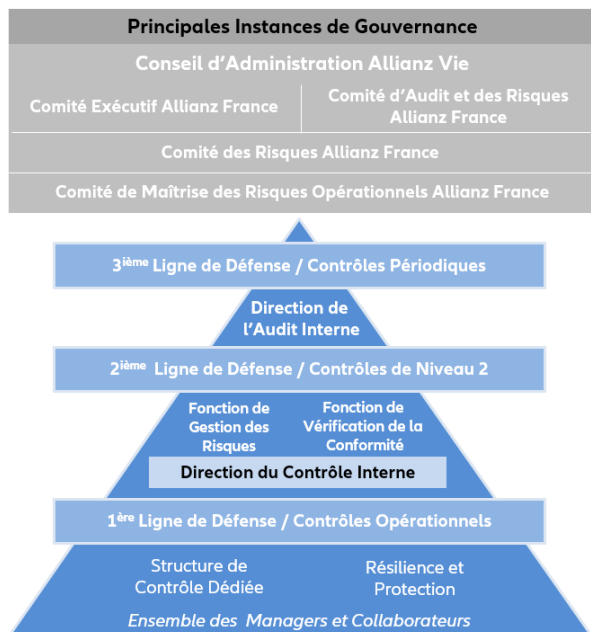 Principales Instances de Gouvernance
Conseil d'Administration Allianz Vie
Comité Exécutif Allianz France
Comité d'Audit et des Risques
Allianz France
Comité des Risques Allianz France
Comité de Maîtrise des Risques Opérationnels Allianz France
3ième Ligne de Défense / Contrôles Périodiques
Direction de
l'Audit Interne
2ième Ligne de Défense / Contrôles de Niveau 2
Fonction de
Gestion des
Risques
Fonction de
Vérification de la
Conformité
Direction du Contrôle Interne
1ère Ligne de Défense / Contrôles Opérationnels
Structure de
Contrôle Dédiée
Résilience et
Protection
Ensemble des Managers et Collaborateurs